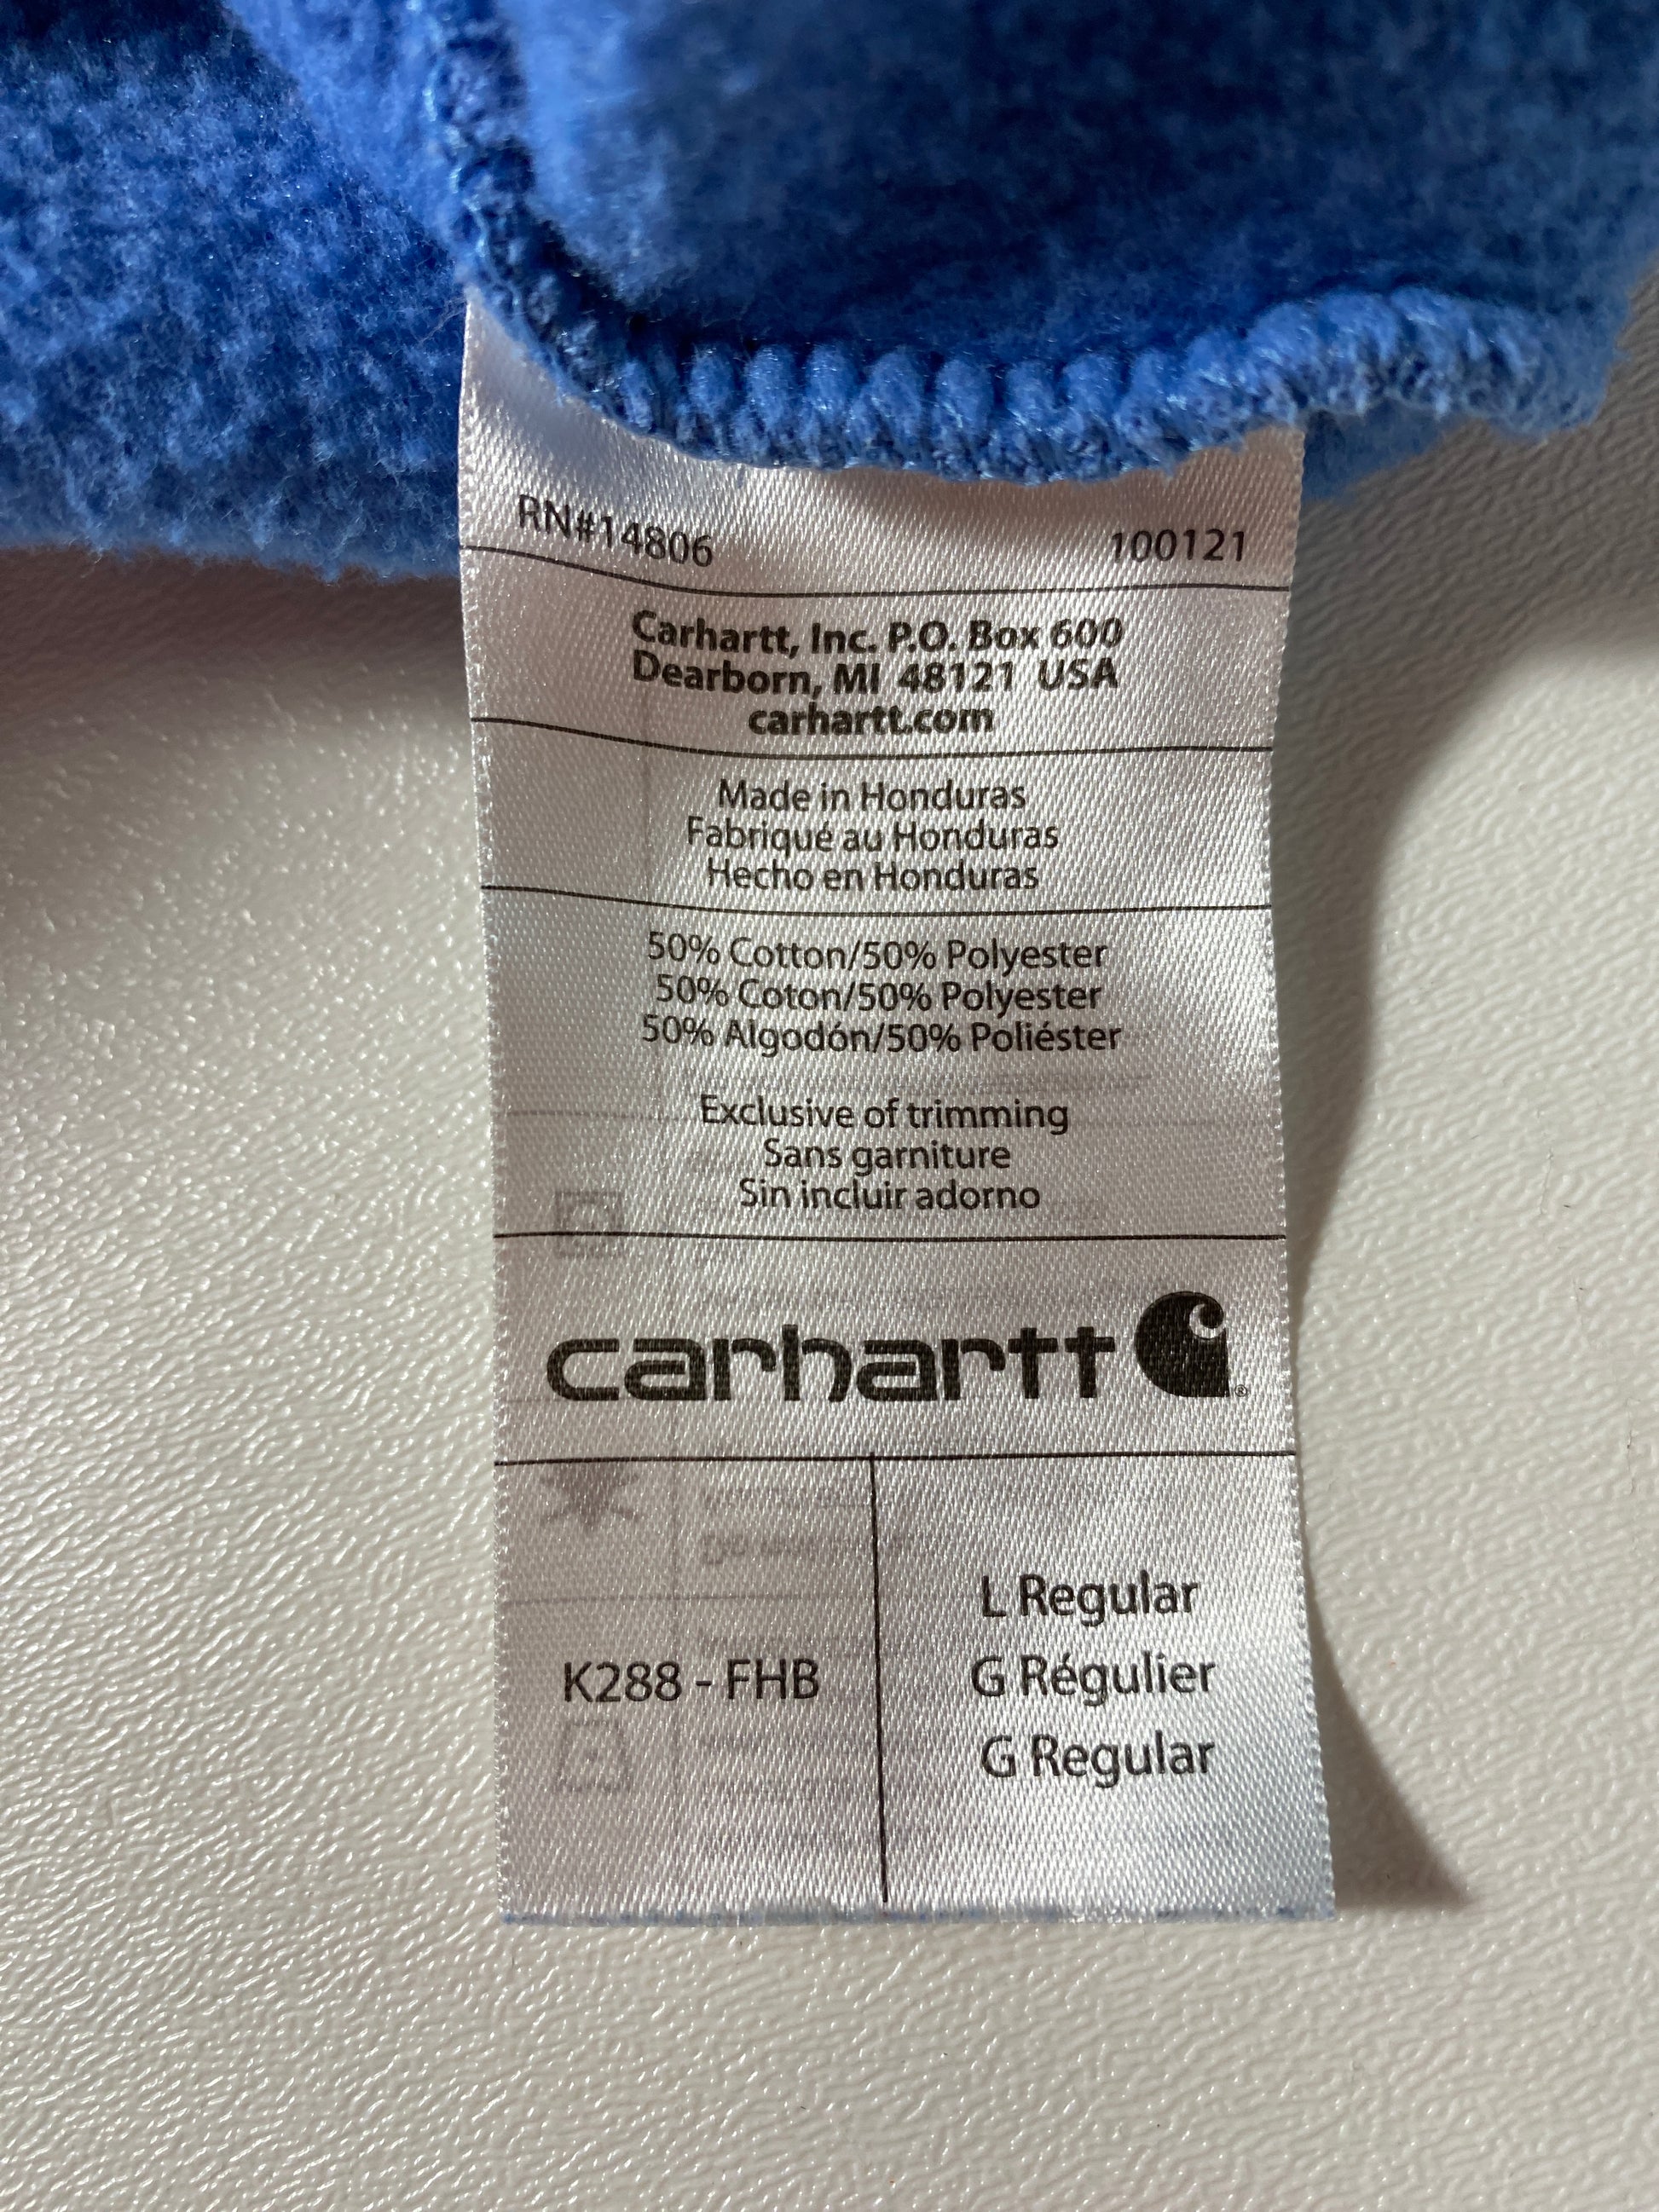 RN#14806 100121
Carhartt, Inc. P.O. Box 600
Dearborn, MI 48121 USA
carhartt.com
Made in Honduras
Fabriqué au Honduras
Hecho en Honduras
50% Cotton/50% Polyester
50% Coton/50% Polyester
50% Algodón/50% Poliéster
Exclusive of trimming
Sans garniture
Sin incluir adorno
carhartt ®
K288 - FHB
L Regular
G Régulier
G Regular